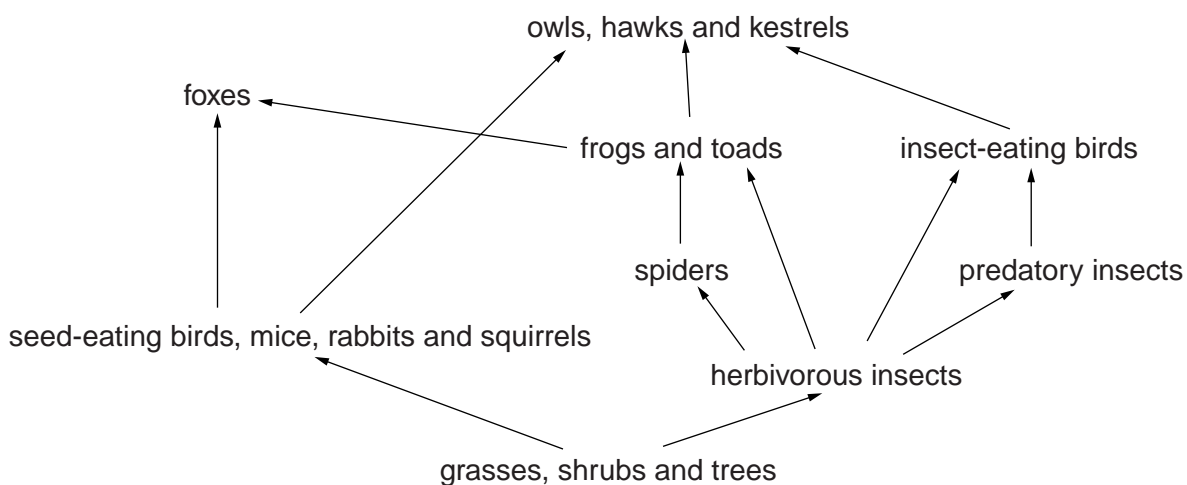 owls, hawks and kestrels
foxes
frogs and toads
insect-eating birds
spiders
predatory insects
seed-eating birds, mice, rabbits and squirrels
herbivorous insects
grasses, shrubs and trees